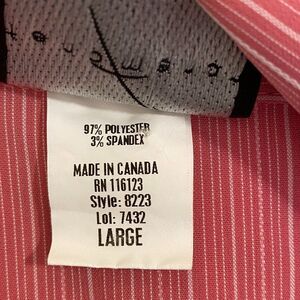 97% POLYESTER
3% SPANDEX
MADE IN CANADA
RN 116123
Style: 8223
Lot: 7432
LARGE